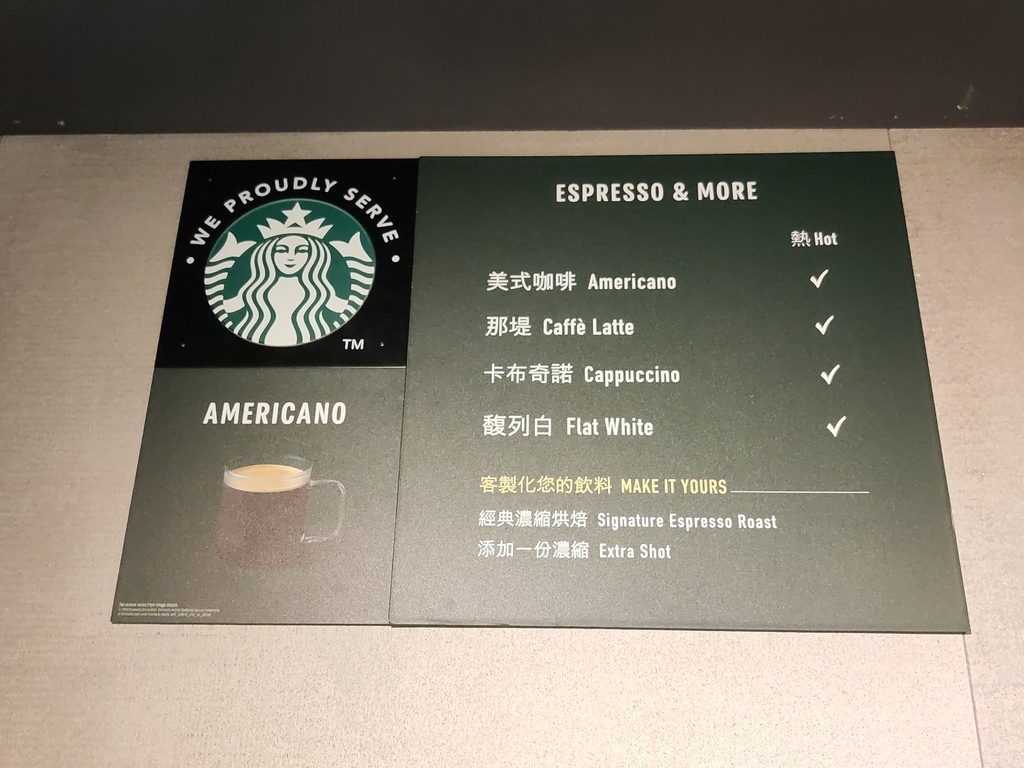 WE PROUDLY SERVE
TM
AMERICANO
ESPRESSO & MORE
熱 Hot
美式咖啡 Americano ✓
那堤 Caffè Latte ✓
卡布奇諾 Cappuccino ✓
馥列白 Flat White ✓
客製化您的飲料 MAKE IT YOURS
經典濃縮烘焙 Signature Espresso Roast
添加一份濃縮 Extra Shot